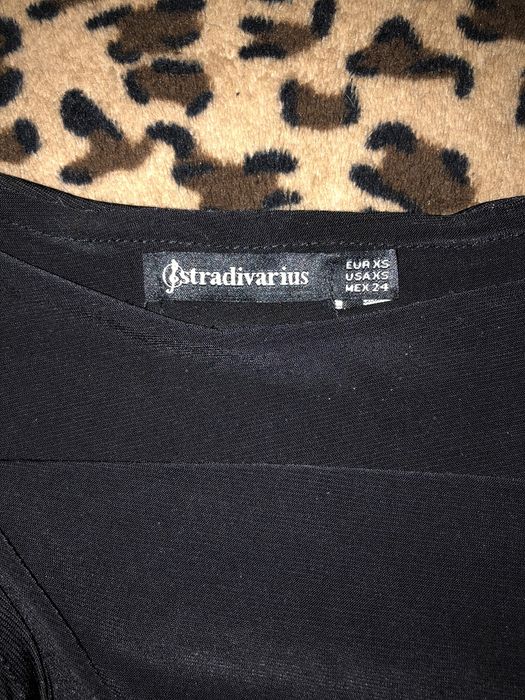 stradivarius
EUR XS
USA XS
MEX 24